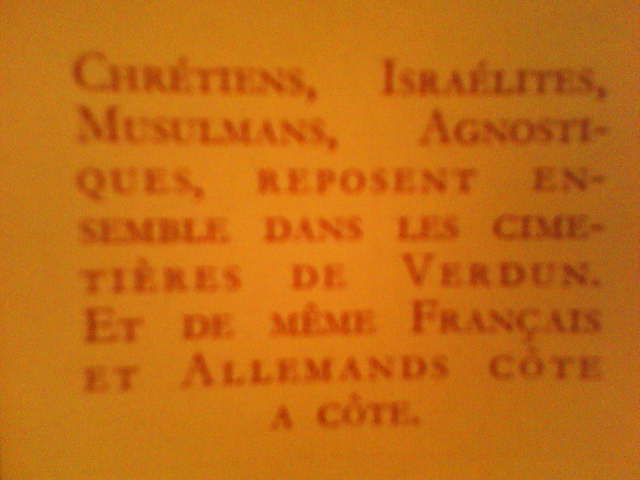 CHRÉTIENS, ISRAÉLITES,
MUSULMANS, AGNOSTI-
QUES, REPOSENT EN-
SEMBLE DANS LES CIME-
TIÈRES DE VERDUN.
ET DE MÊME FRANÇAIS
ET ALLEMANDS CÔTE
A CÔTE.